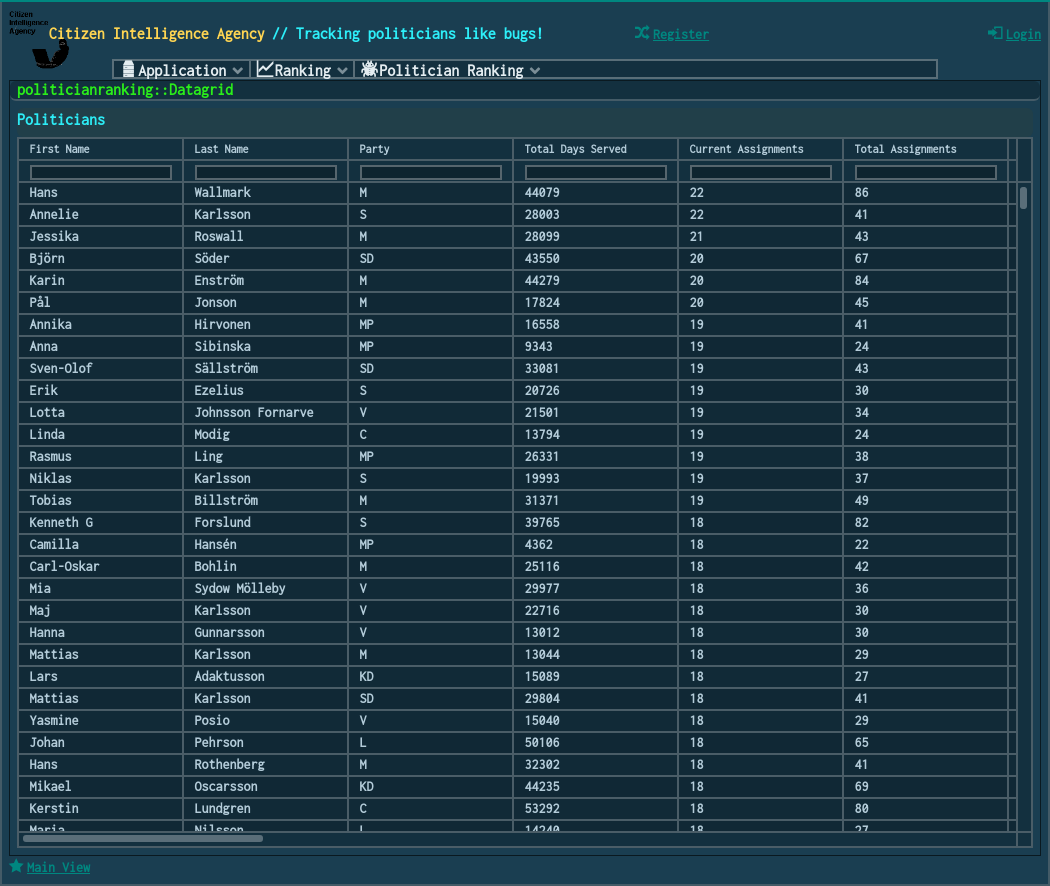 Citizen
Intelligence
Agency
Citizen Intelligence Agency // Tracking politicians like bugs!
Register
Login
Application Ranking Politician Ranking
politicianranking::Datagrid
Politicians
First Name Last Name Party Total Days Served Current Assignments Total Assignments
Hans Wallmark M 44079 22 86
Annelie Karlsson S 28003 22 41
Jessika Roswall M 28099 21 43
Björn Söder SD 43550 20 67
Karin Enström M 44279 20 84
Pål Jonson M 17824 20 45
Annika Hirvonen MP 16558 19 41
Anna Sibinska MP 9343 19 24
Sven-Olof Sällström SD 33081 19 43
Erik Ezelius S 20726 19 30
Lotta Johnsson Fornarve V 21501 19 34
Linda Modig C 13794 19 24
Rasmus Ling MP 26331 19 38
Niklas Karlsson S 19993 19 37
Tobias Billström M 31371 19 49
Kenneth G Forslund S 39765 18 82
Camilla Hansén MP 4362 18 22
Carl-Oskar Bohlin M 25116 18 42
Mia Sydow Mölleby V 29977 18 36
Maj Karlsson V 22716 18 30
Hanna Gunnarsson V 13012 18 30
Mattias Karlsson M 13044 18 29
Lars Adaktusson KD 15089 18 27
Mattias Karlsson SD 29804 18 41
Yasmine Posio V 15040 18 29
Johan Pehrson L 50106 18 65
Hans Rothenberg M 32302 18 41
Mikael Oscarsson KD 44235 18 69
Kerstin Lundgren C 53292 18 80
Maria Nilsson L 14240 18 27
Main View